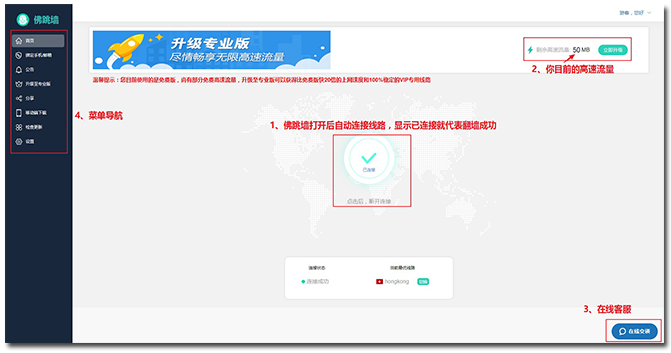 佛跳墙
游客，您好
首页
绑定手机/邮箱
公告
升级至专业版
分享
移动端下载
检查更新
设置
升级专业版
尽情畅享无限高速流量
剩余高速流量 50 MB
立即升级
2、你目前的高速流量
温馨提示：您目前使用的是免费版，含有部分免费高速流量，升级至专业版可以获得比免费版快20倍的上网速度和100%稳定的VIP专用线路
4、菜单导航
1、佛跳墙打开后自动连接线路，显示已连接就代表翻墙成功
已连接
点击后，断开连接
连接状态
当前最优线路
连接成功
hongkong
切换
3、在线客服
在线交谈